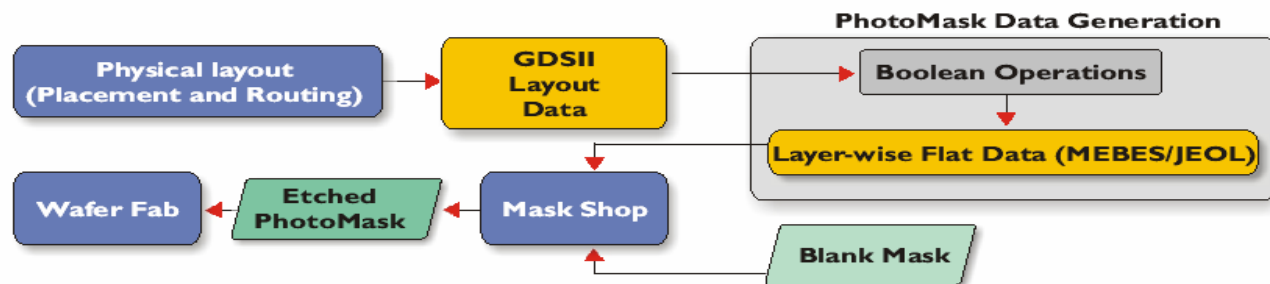 PhotoMask Data Generation
Physical layout
(Placement and Routing)
GDSII
Layout
Data
Boolean Operations
Layer-wise Flat Data (MEBES/JEOL)
Wafer Fab
Etched
PhotoMask
Mask Shop
Blank Mask